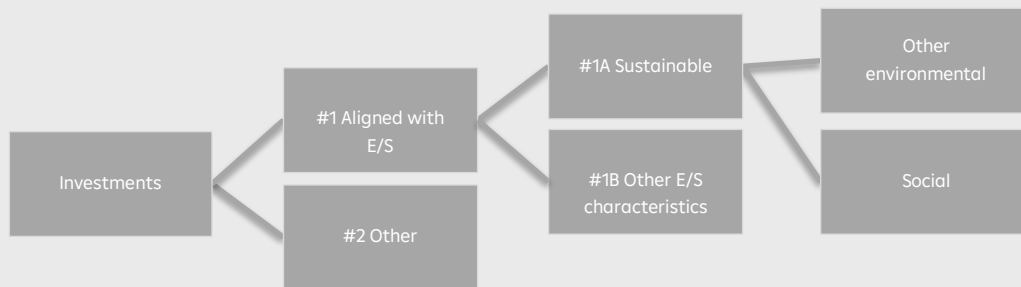 Investments
#1 Aligned with
E/S
#2 Other
#1A Sustainable
#1B Other E/S
characteristics
Other
environmental
Social